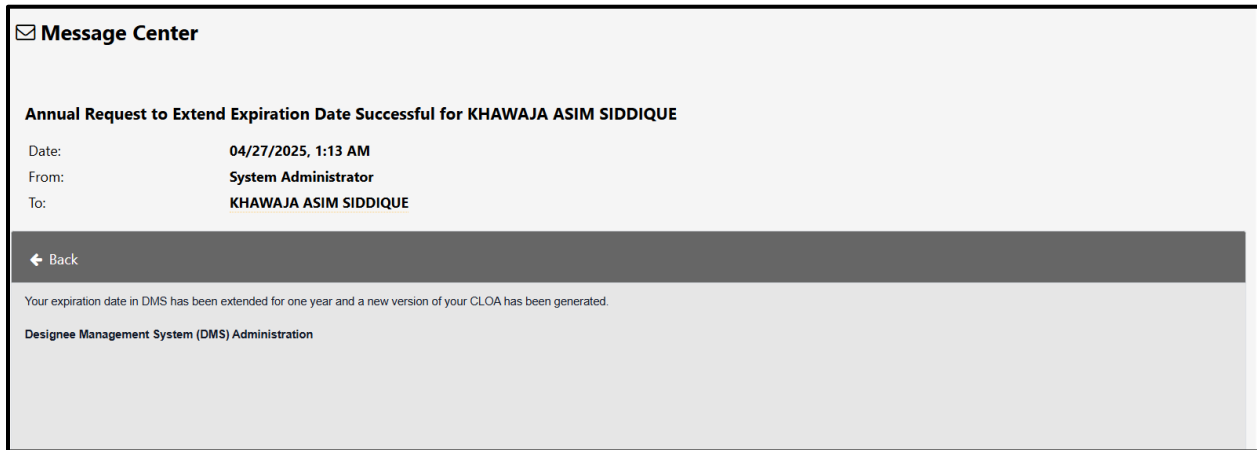 Message Center
Annual Request to Extend Expiration Date Successful for KHAWAJA ASIM SIDDIQUE
Date: 04/27/2025, 1:13 AM
From: System Administrator
To: KHAWAJA ASIM SIDDIQUE
Back
Your expiration date in DMS has been extended for one year and a new version of your CLOA has been generated.
Designee Management System (DMS) Administration